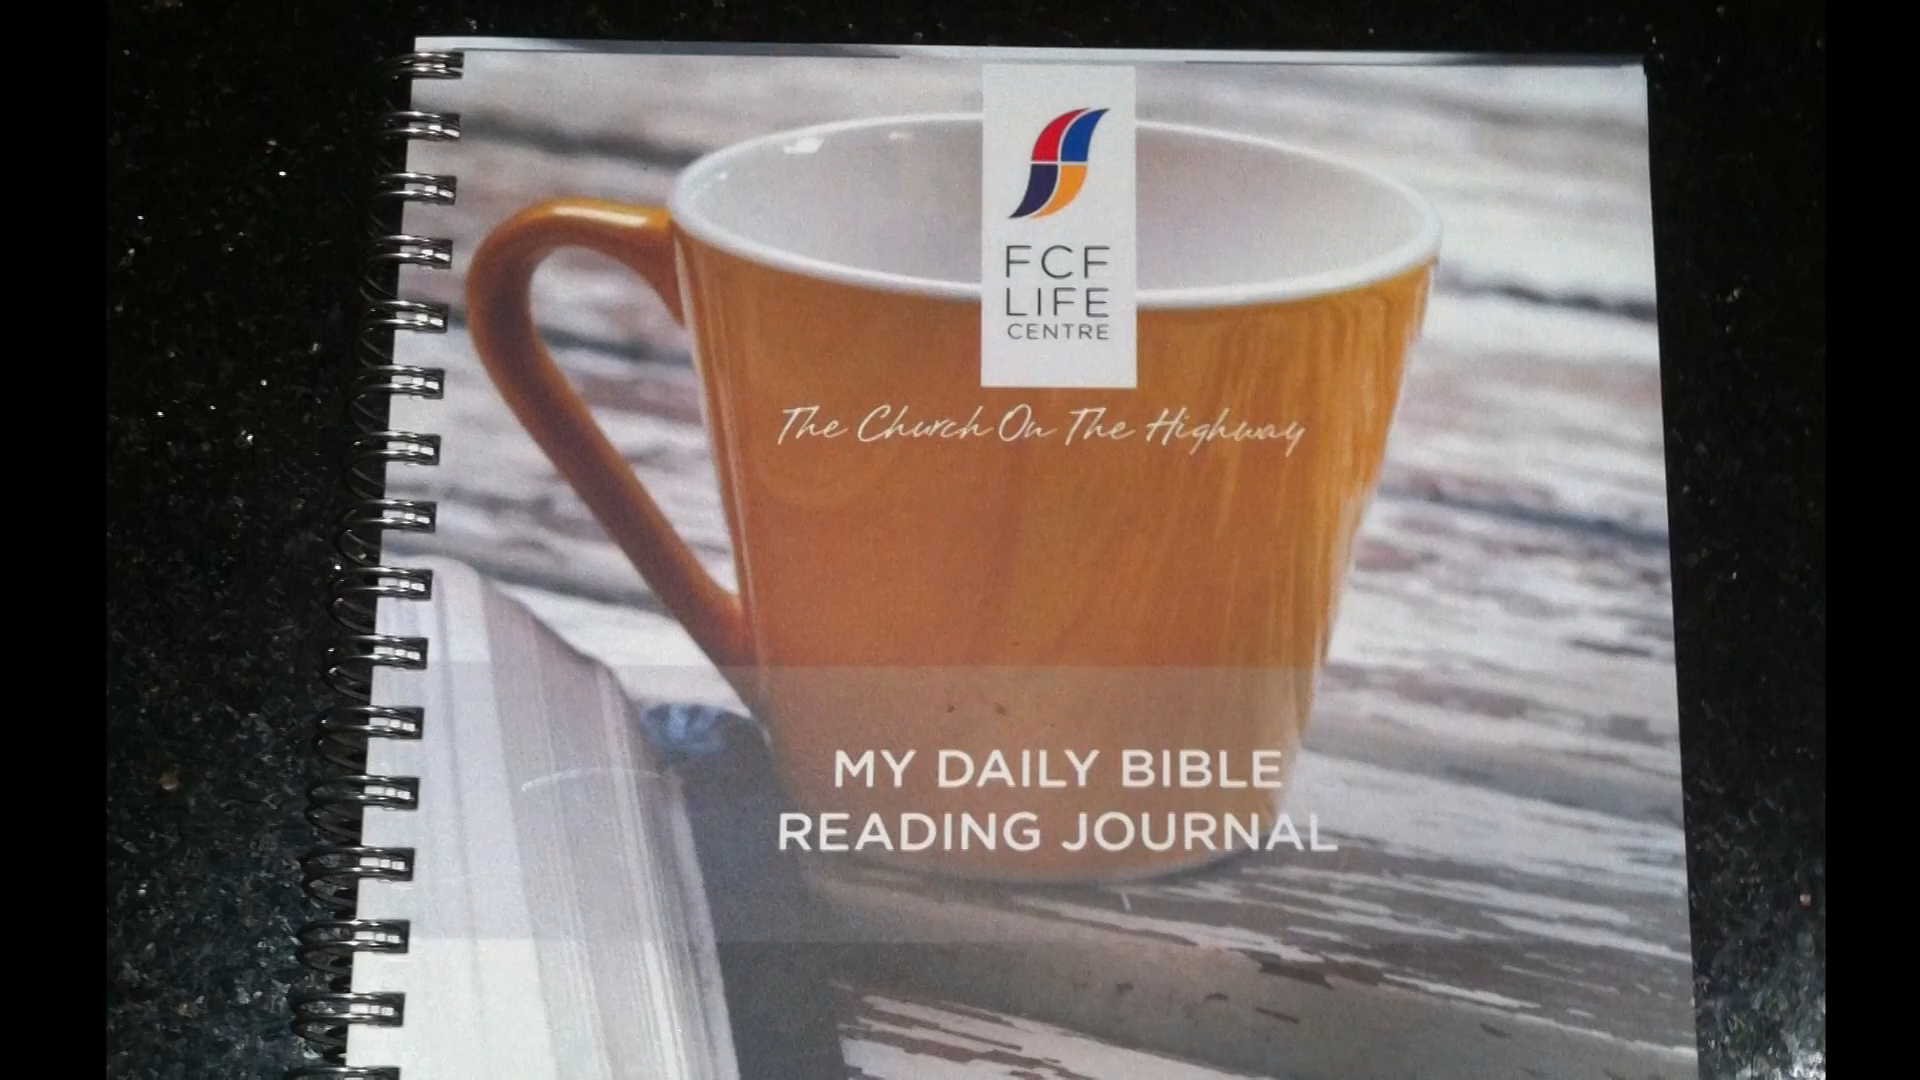 FCF
LIFE
CENTRE
The Church On The Highway
MY DAILY BIBLE
READING JOURNAL